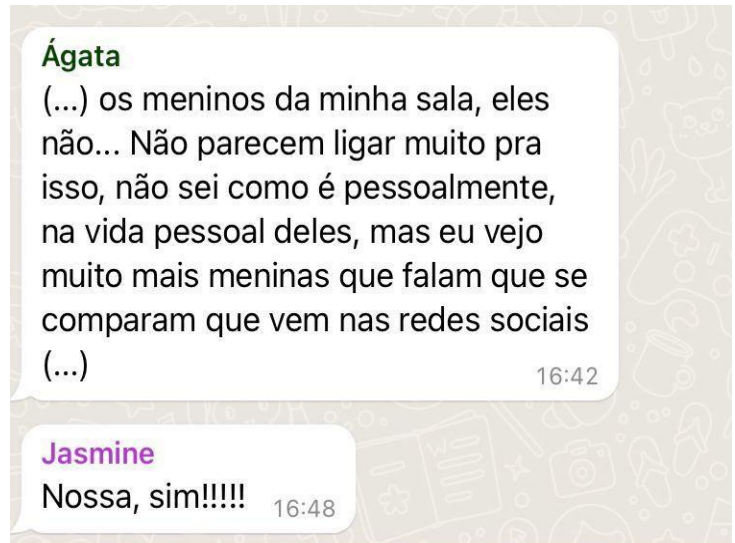 Ágata
(...) os meninos da minha sala, eles
não... Não parecem ligar muito pra
isso, não sei como é pessoalmente,
na vida pessoal deles, mas eu vejo
muito mais meninas que falam que se
comparam que vem nas redes sociais
(...)
16:42
Jasmine
Nossa, sim!!!!! 16:48